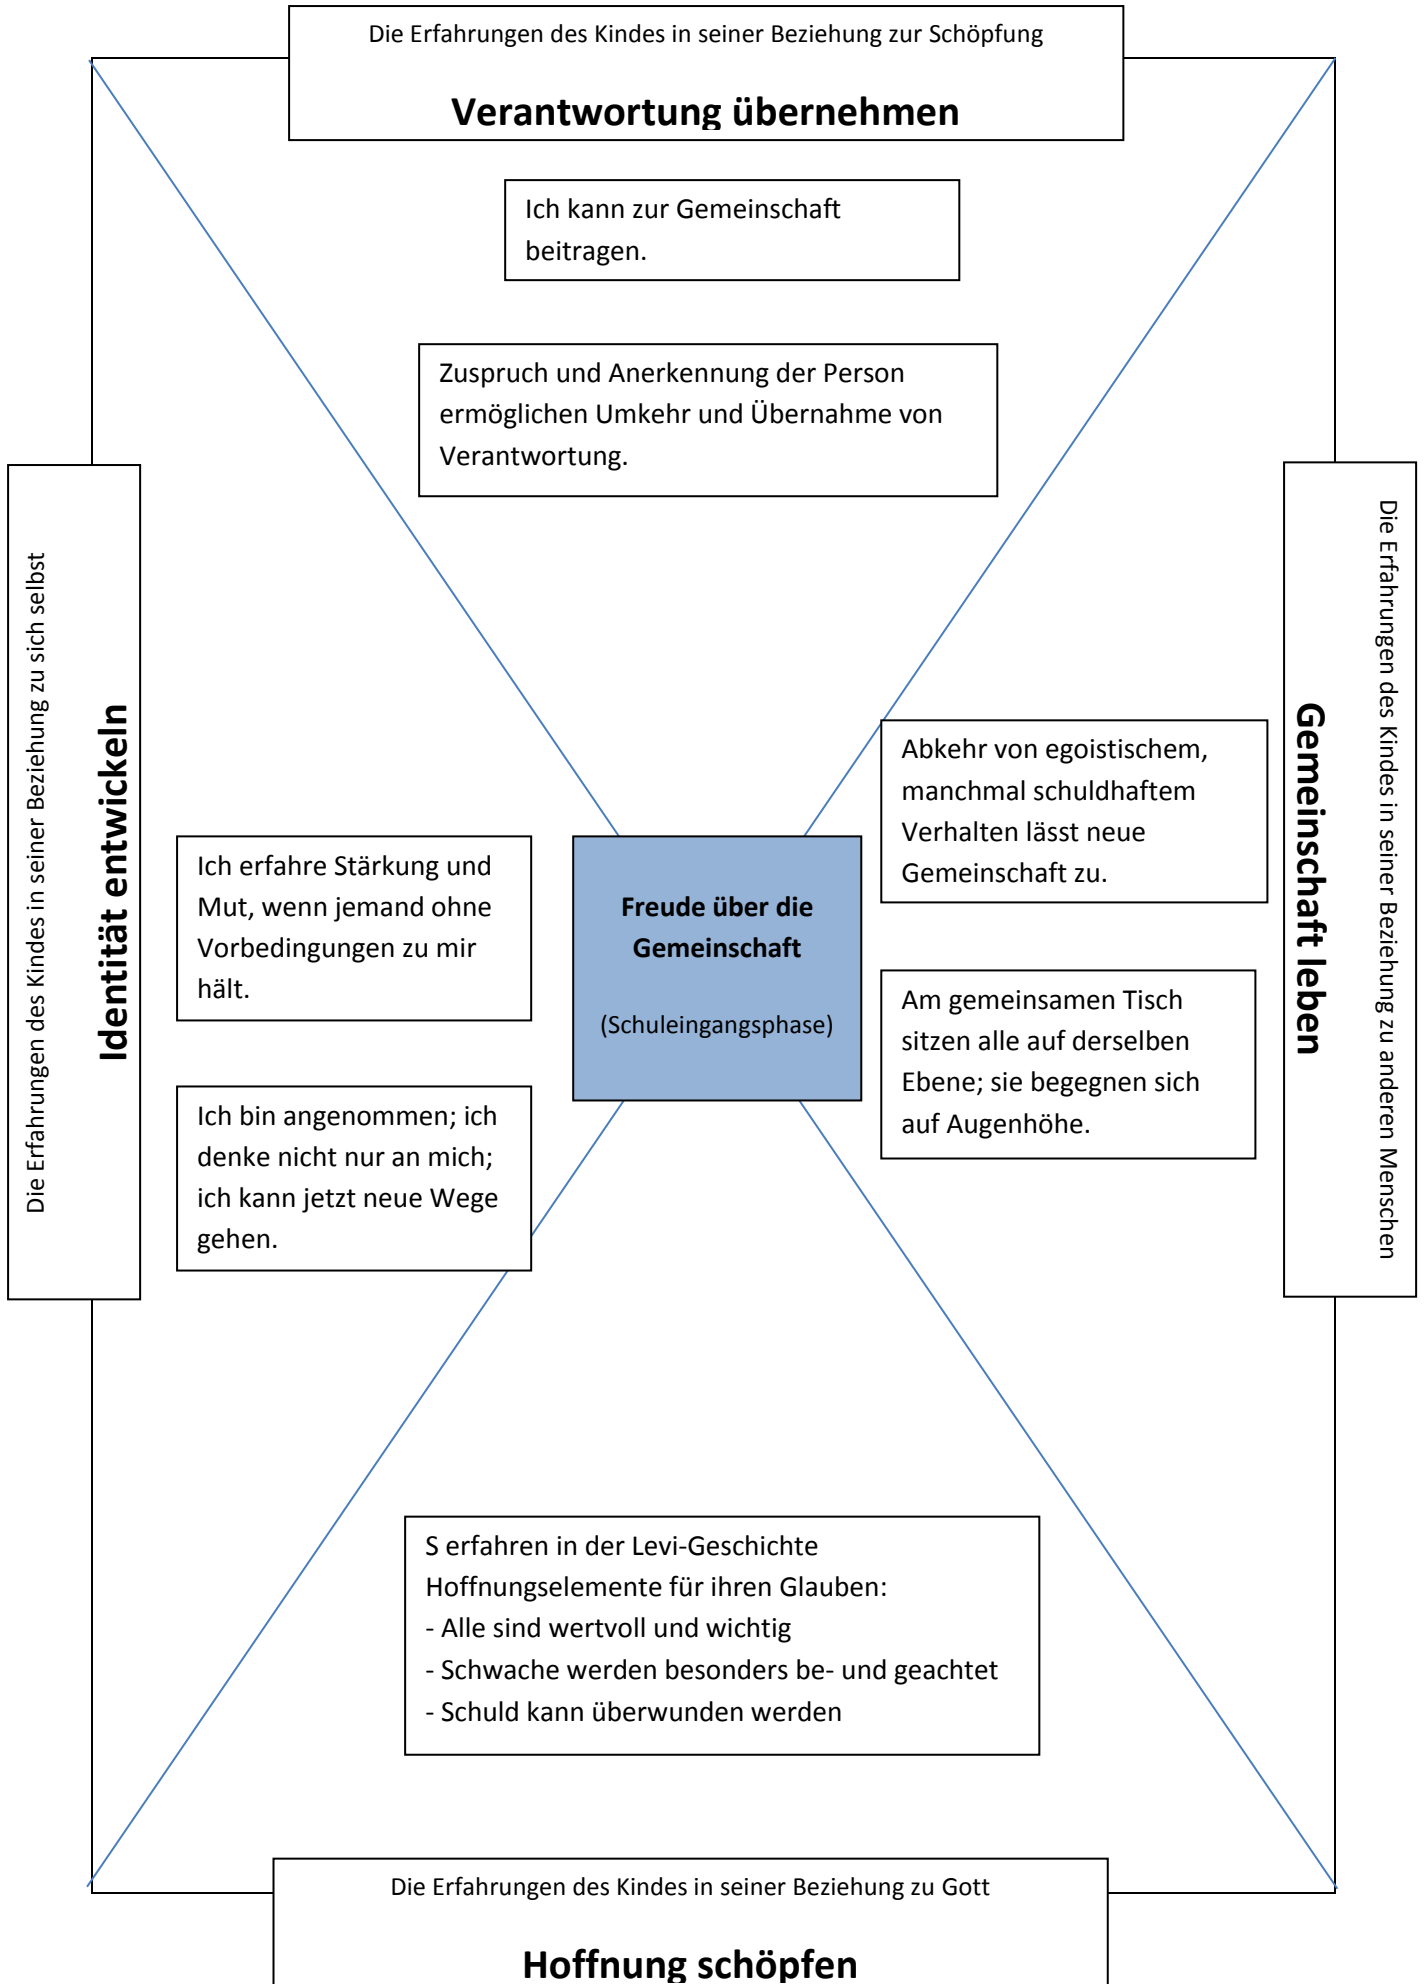 Die Erfahrungen des Kindes in seiner Beziehung zur Schöpfung
Verantwortung übernehmen
Ich kann zur Gemeinschaft
beitragen.
Zuspruch und Anerkennung der Person
ermöglichen Umkehr und Übernahme von
Verantwortung.
Die Erfahrungen des Kindes in seiner Beziehung zu sich selbst
Identität entwickeln
Ich erfahre Stärkung und
Mut, wenn jemand ohne
Vorbedingungen zu mir
hält.
Ich bin angenommen; ich
denke nicht nur an mich;
ich kann jetzt neue Wege
gehen.
Freude über die
Gemeinschaft
(Schuleingangsphase)
Abkehr von egoistischem,
manchmal schuldhaftem
Verhalten lässt neue
Gemeinschaft zu.
Am gemeinsamen Tisch
sitzen alle auf derselben
Ebene; sie begegnen sich
auf Augenhöhe.
Die Erfahrungen des Kindes in seiner Beziehung zu anderen Menschen
Gemeinschaft leben
S erfahren in der Levi-Geschichte
Hoffnungselemente für ihren Glauben:
- Alle sind wertvoll und wichtig
- Schwache werden besonders be- und geachtet
- Schuld kann überwunden werden
Die Erfahrungen des Kindes in seiner Beziehung zu Gott
Hoffnung schöpfen